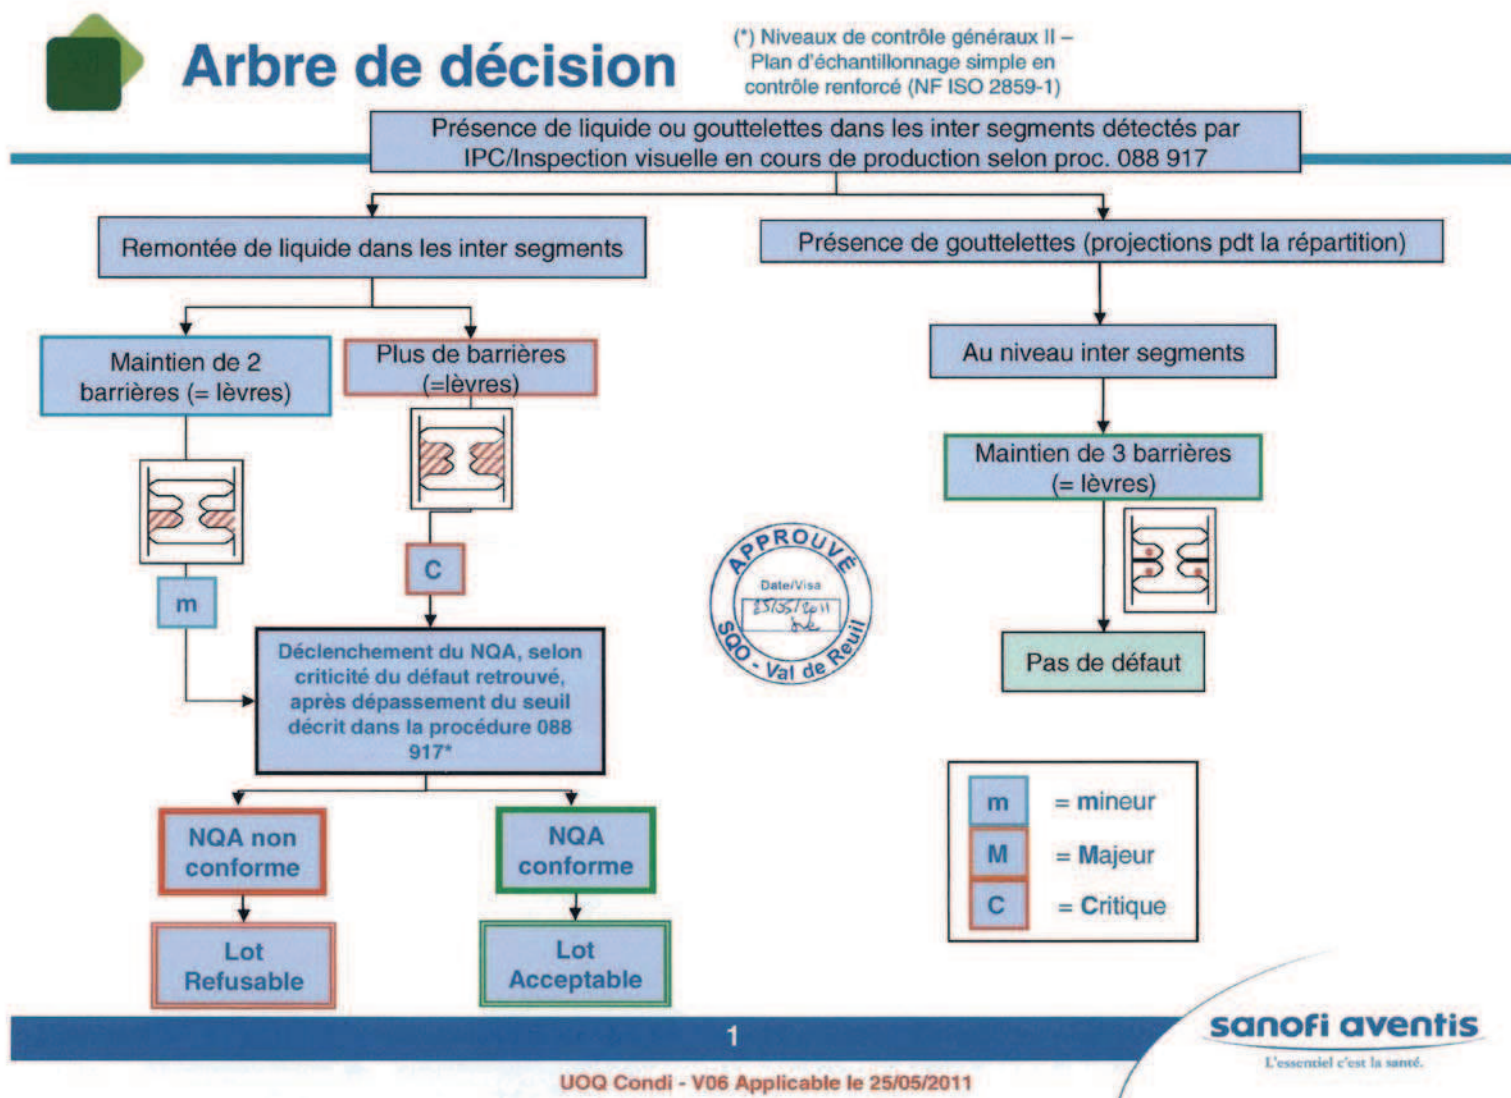 Arbre de décision
(*) Niveaux de contrôle généraux II –
Plan d'échantillonnage simple en
contrôle renforcé (NF ISO 2859-1)
Présence de liquide ou gouttelettes dans les inter segments détectés par
IPC/Inspection visuelle en cours de production selon proc. 088 917
Remontée de liquide dans les inter segments
Présence de gouttelettes (projections pdt la répartition)
Maintien de 2
barrières (= lèvres)
Plus de barrières
(=lèvres)
Au niveau inter segments
Maintien de 3 barrières
(= lèvres)
m
C
Pas de défaut
APPROUVÉ
Date/Visa
25/05/2011
SQO - Val de Reuil
Déclenchement du NQA, selon
criticité du défaut retrouvé,
après dépassement du seuil
décrit dans la procédure 088
917*
NQA non
conforme
NQA
conforme
Lot
Refusable
Lot
Acceptable
m = mineur
M = Majeur
C = Critique
1
sanofi aventis
L'essentiel c'est la santé.
UOQ Condi - V06 Applicable le 25/05/2011